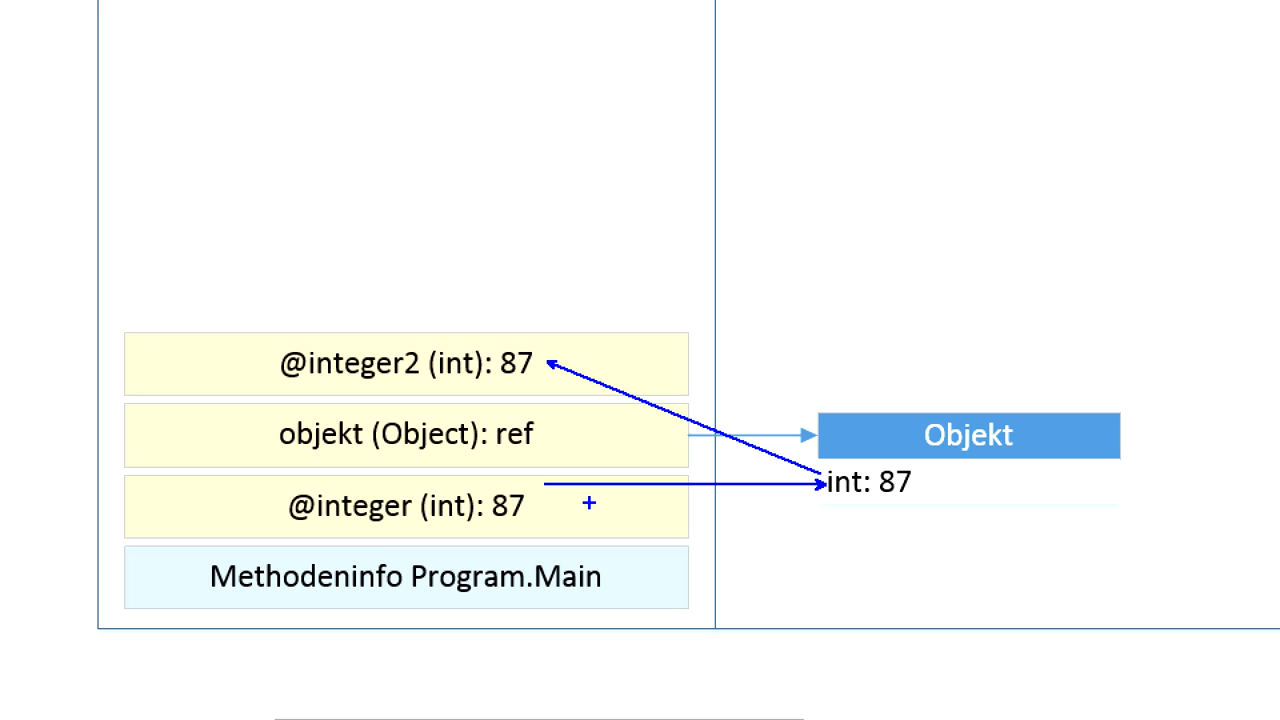 @integer2 (int): 87
objekt (Object): ref
Objekt
int: 87
@integer (int): 87
Methodeninfo Program.Main